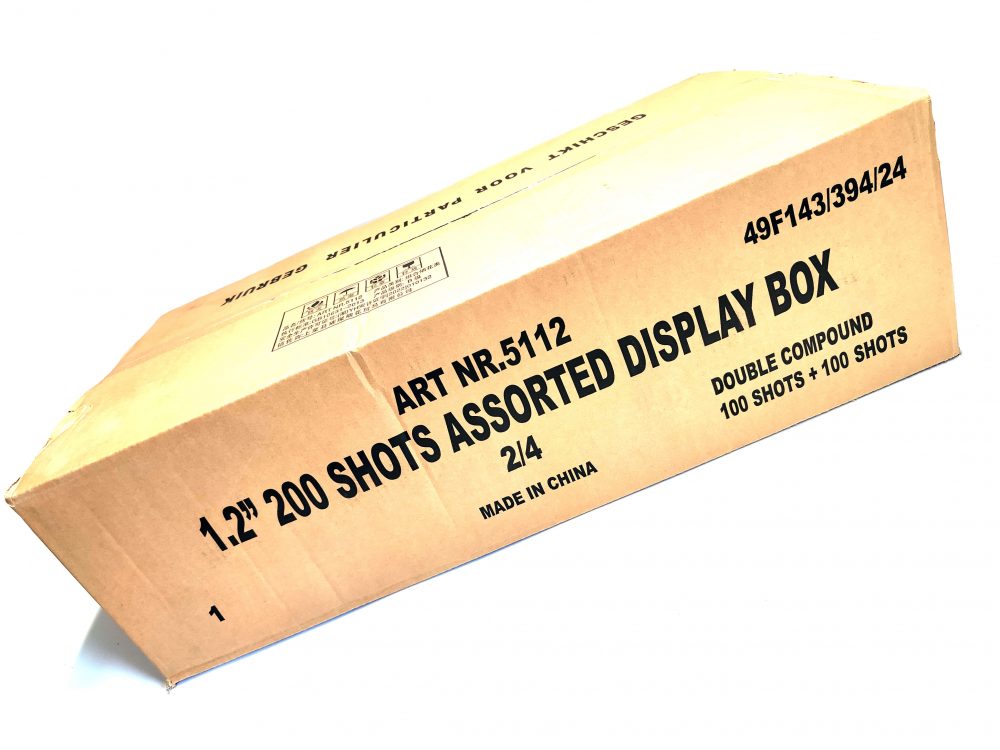 GESCHIKT VOOR PARTICULIER GEBRUIK
49F143/394/24
ART NR.5112
1.2” 200 SHOTS ASSORTED DISPLAY BOX
2/4
DOUBLE COMPOUND
100 SHOTS + 100 SHOTS
MADE IN CHINA
1